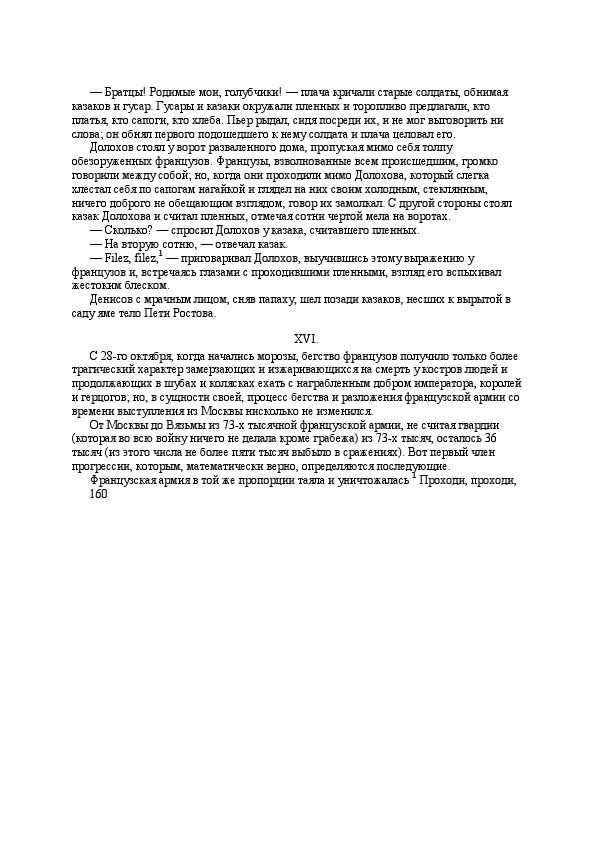 — Братцы! Родимые мои, голубчики! — плача кричали старые солдаты, обнимая
казаков и гусар. Гусары и казаки окружали пленных и торопливо предлагали, кто
платья, кто сапоги, кто хлеба. Пьер рыдал, сидя посреди их, и не мог выговорить ни
слова; он обнял первого подошедшего к нему солдата и плача целовал его.
Долохов стоял у ворот разваленного дома, пропуская мимо себя толпу
обезоруженных французов. Французы, взволнованные всем происшедшим, громко
говорили между собой; но, когда они проходили мимо Долохова, который слегка
хлестал себя по сапогам нагайкой и глядел на них своим холодным, стеклянным,
ничего доброго не обещающим взглядом, говор их замолкал. С другой стороны стоял
казак Долохова и считал пленных, отмечая сотни чертой мела на воротах.
— Сколько? — спросил Долохов у казака, считавшего пленных.
— На вторую сотню, — отвечал казак.
— Filez, filez,¹ — приговаривал Долохов, выучившись этому выражению у
французов и, встречаясь глазами с проходившими пленными, взгляд его вспыхивал
жестоким блеском.
Денисов с мрачным лицом, сняв папаху, шел позади казаков, несших к вырытой в
саду яме тело Пети Ростова.
XVI.
С 28-го октября, когда начались морозы, бегство французов получило только более
трагический характер замерзающих и изжаривающихся на смерть у костров людей и
продолжающих в шубах и колясках ехать с награбленным добром императора, королей
и герцогов; но, в сущности своей, процесс бегства и разложения французской армии со
времени выступления из Москвы нисколько не изменился.
От Москвы до Вязьмы из 73-х тысячной французской армии, не считая гвардии
(которая во всю войну ничего не делала кроме грабежа) из 73-х тысяч, осталось 36
тысяч (из этого числа не более пяти тысяч выбыло в сражениях). Вот первый член
прогрессии, которым, математически верно, определяются последующие.
Французская армия в той же пропорции таяла и уничтожалась ¹ Проходи, проходи,
160